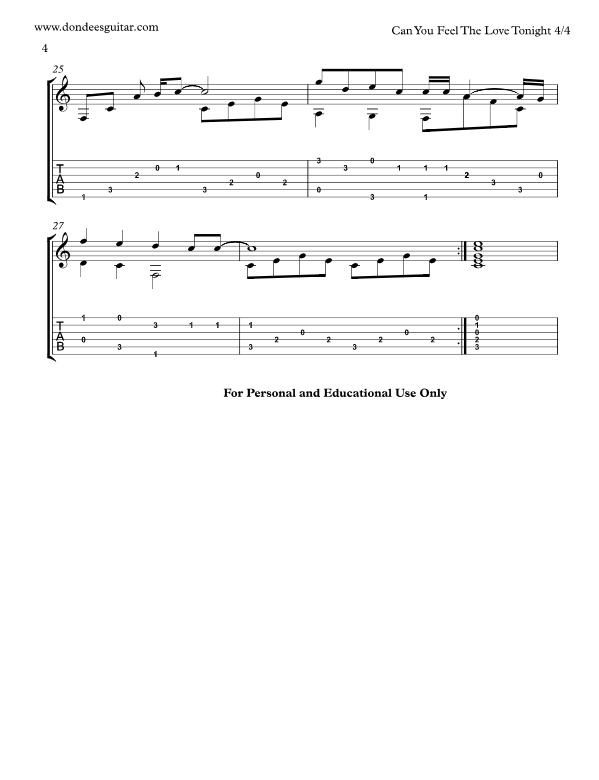 www.dondeesguitar.com
Can You Feel The Love Tonight 4/4
4
25
T
A
B
1 3 2 0 1 3 2 0 2
3 0 3 0 3 1 1 1 1 2 3 3 0
27
T
A
B
1 0 0 3 3 1 1 1 1 3 2 0 2 3 2 0 2
0
1
0
2
3
For Personal and Educational Use Only